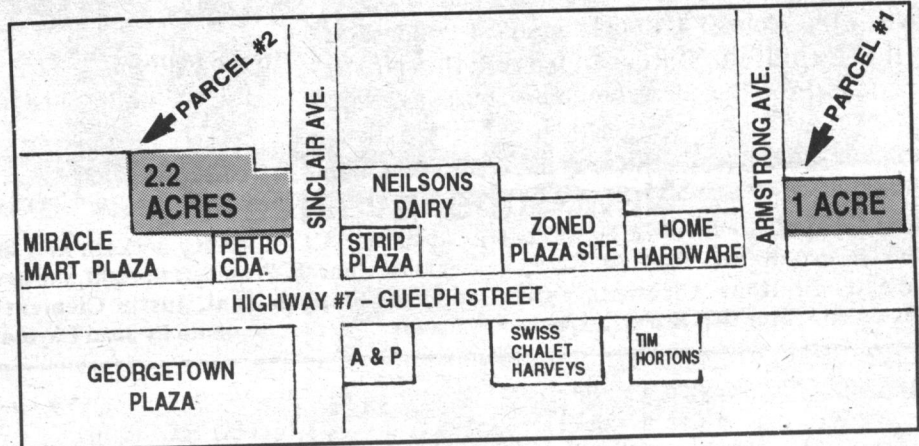 PARCEL #2
PARCEL #1
SINCLAIR AVE.
ARMSTRONG AVE.
2.2
ACRES
1 ACRE
NEILSONS
DAIRY
MIRACLE
MART PLAZA
PETRO
CDA.
STRIP
PLAZA
ZONED
PLAZA SITE
HOME
HARDWARE
HIGHWAY #7 – GUELPH STREET
GEORGETOWN
PLAZA
A & P
SWISS
CHALET
HARVEYS
TIM
HORTONS